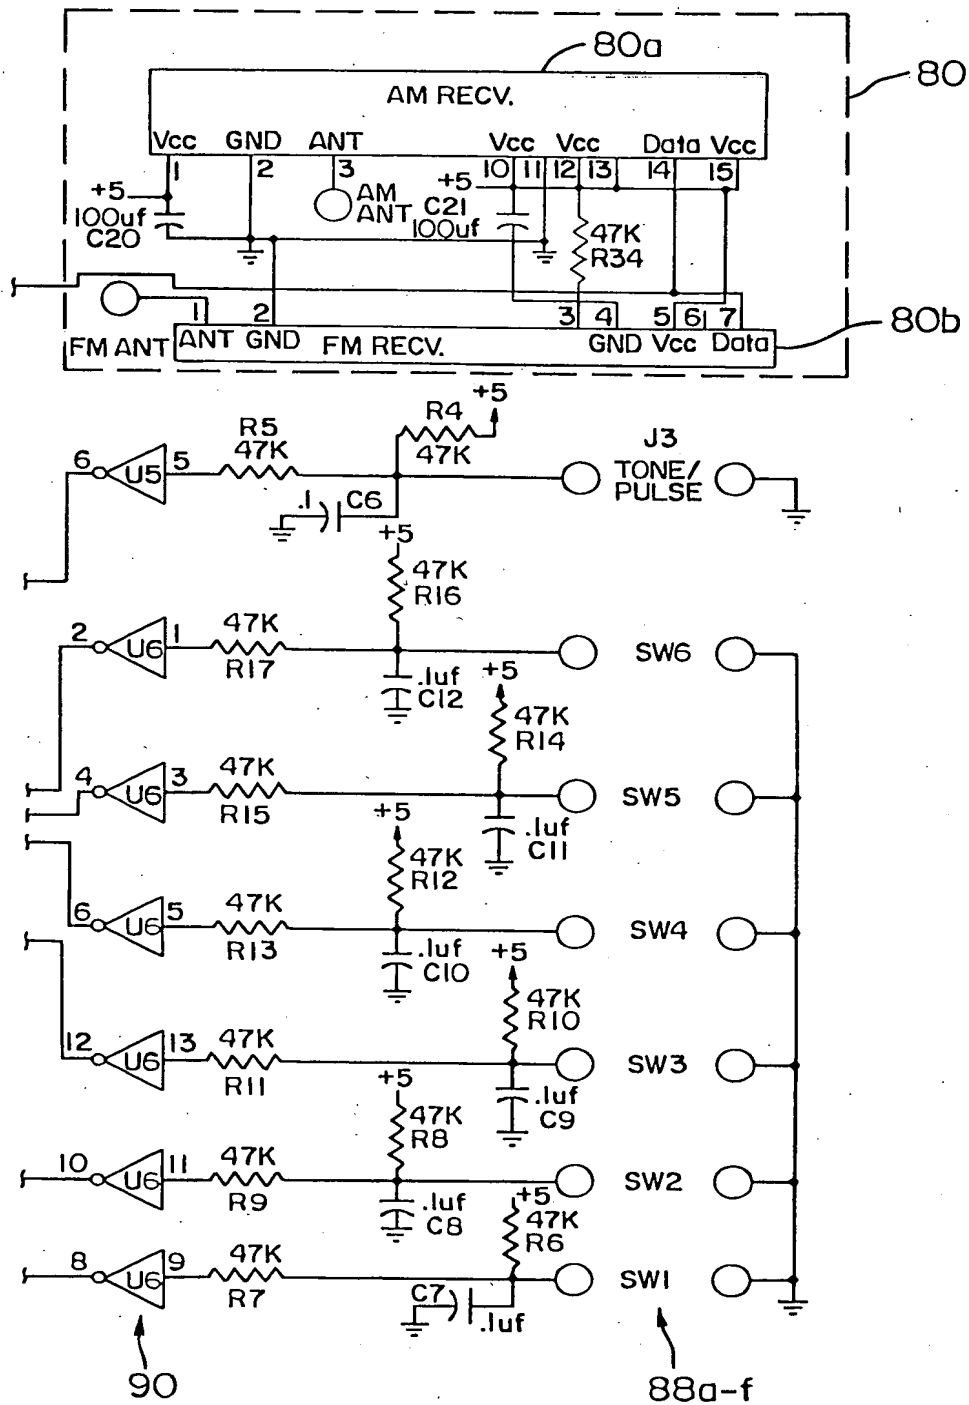 80a
80
AM RECV.
Vcc GND ANT Vcc Vcc Data Vcc
1 2 3 10 11 12 13 14 15
+5 AM ANT +5
100uf C20
C21 100uf
47K
R34
1 2 3 4 5 6 7
FM ANT ANT GND FM RECV. GND Vcc Data
80b
R4 +5
R5
47K 47K
6 U5 5
J3
TONE/
PULSE
.1 C6
+5
47K
R16
2 U6 1 47K
R17
SW6
.1uf
C12
+5
47K
R14
4 U6 3 47K
R15
SW5
.1uf
C11
+5
47K
R12
6 U6 5 47K
R13
SW4
.1uf
C10
+5
47K
R10
12 U6 13 47K
R11
SW3
.1uf
C9
+5
47K
R8
10 U6 11 47K
R9
SW2
.1uf
C8
+5
47K
R6
8 U6 9 47K
R7
SW1
C7
.1uf
90
88a-f